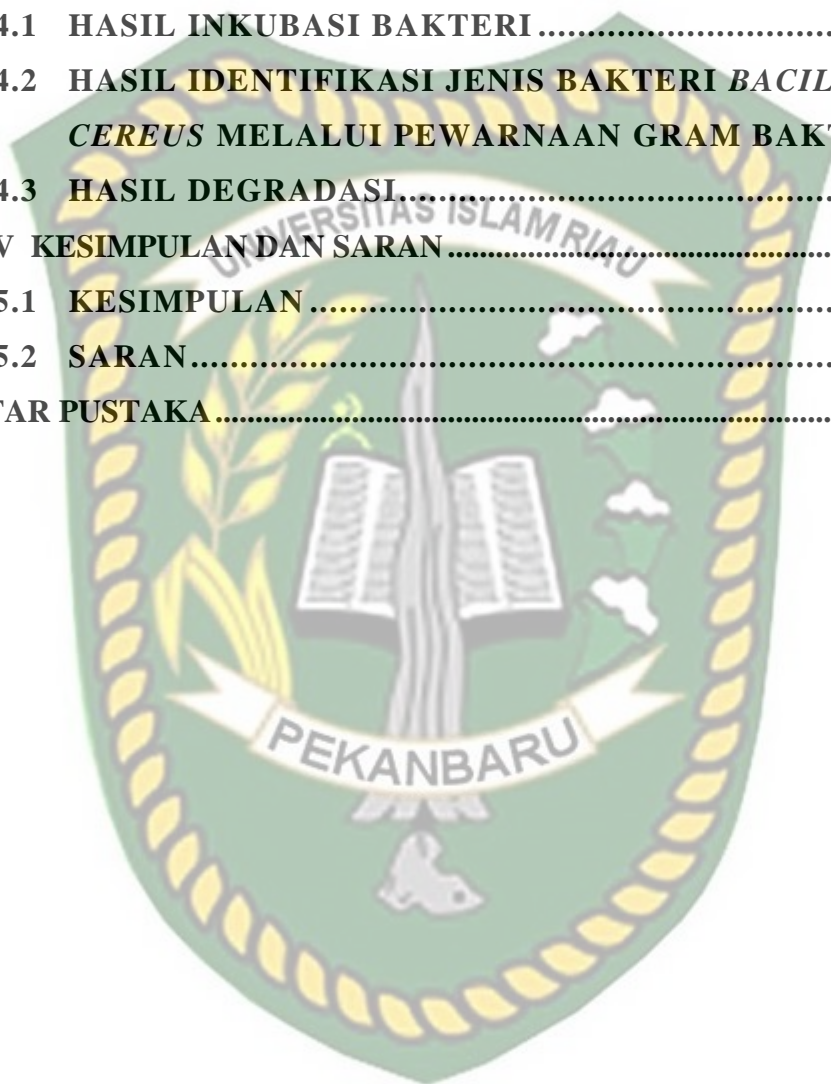 4.1 HASIL INKUBASI BAKTERI..............................
4.2 HASIL IDENTIFIKASI JENIS BAKTERI BACIL
CEREUS MELALUI PEWARNAAN GRAM BAKT
4.3 HASIL DEGRADASI..............................
V KESIMPULAN DAN SARAN..............................
5.1 KESIMPULAN..............................
5.2 SARAN..............................
TAR PUSTAKA..............................
UNIVERSITAS ISLAM RIAU
PEKANBARU